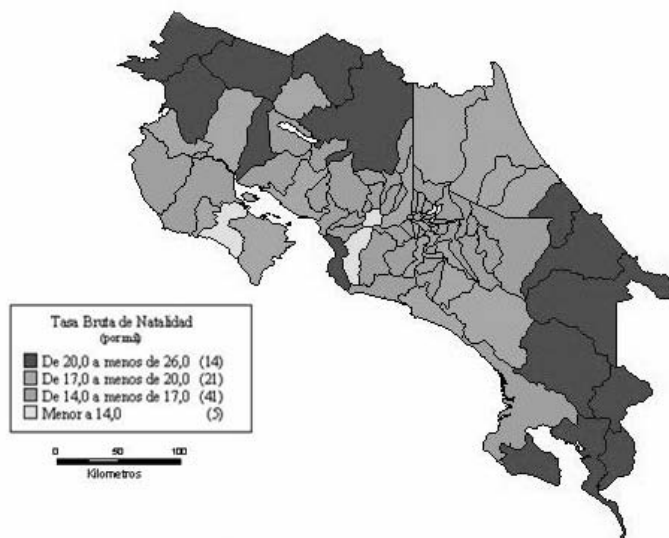 Tasa Bruta de Natalidad
(por mil)
De 20,0 a menos de 26,0 (14)
De 17,0 a menos de 20,0 (21)
De 14,0 a menos de 17,0 (41)
Menor a 14,0 (5)
0 50 100
Kilometros